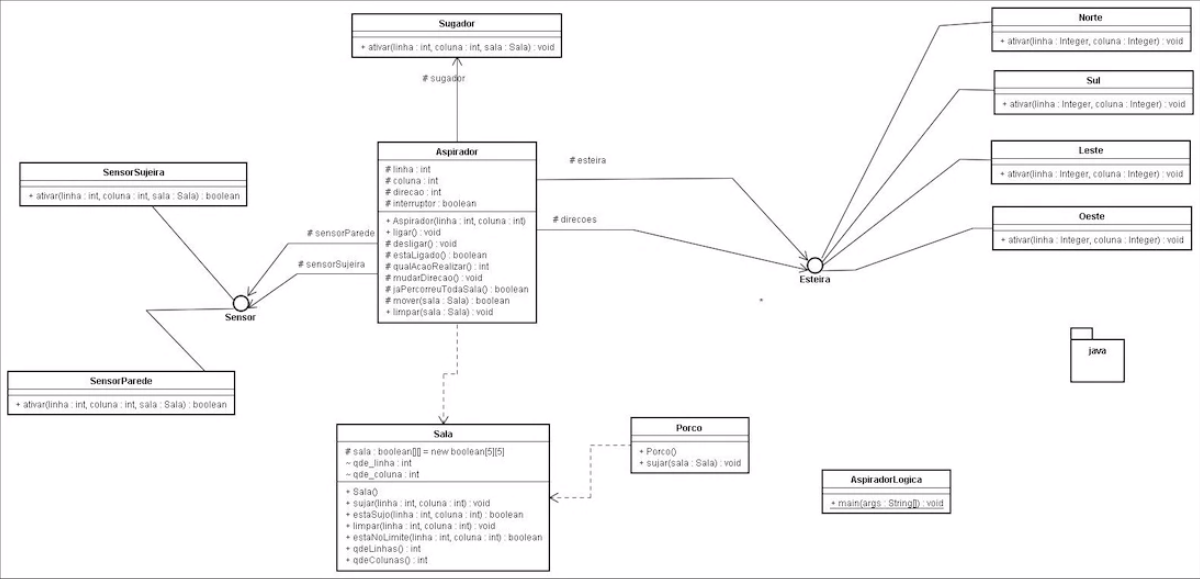 Sugador
+ ativar(linha : int, coluna : int, sala : Sala) : void
# sugador
Norte
+ ativar(linha : Integer, coluna : Integer) : void
Sul
+ ativar(linha : Integer, coluna : Integer) : void
Leste
+ ativar(linha : Integer, coluna : Integer) : void
Oeste
+ ativar(linha : Integer, coluna : Integer) : void
Aspirador
# linha : int
# coluna : int
# direcao : int
# interruptor : boolean
+ Aspirador(linha : int, coluna : int)
+ ligar() : void
# desligar() : void
# estaLigado() : boolean
# qualAcaoRealizar() : int
# mudarDirecao() : void
# jaPercorreuTodaSala() : boolean
# mover(sala : Sala) : boolean
# limpar(sala : Sala) : void
# esteira
# direcoes
Esteira
SensorSujeira
+ ativar(linha : int, coluna : int, sala : Sala) : boolean
# sensorParede
# sensorSujeira
Sensor
SensorParede
+ ativar(linha : int, coluna : int, sala : Sala) : boolean
java
Sala
# sala : boolean[][] = new boolean[5][5]
~ qde_linha : int
~ qde_coluna : int
+ Sala()
+ sujar(linha : int, coluna : int) : void
+ estaSujo(linha : int, coluna : int) : boolean
+ limpar(linha : int, coluna : int) : void
+ estaNoLimite(linha : int, coluna : int) : boolean
+ qdeLinhas() : int
+ qdeColunas() : int
Porco
+ Porco()
+ sujar(sala : Sala) : void
AspiradorLogica
+ main(args : String[]) : void